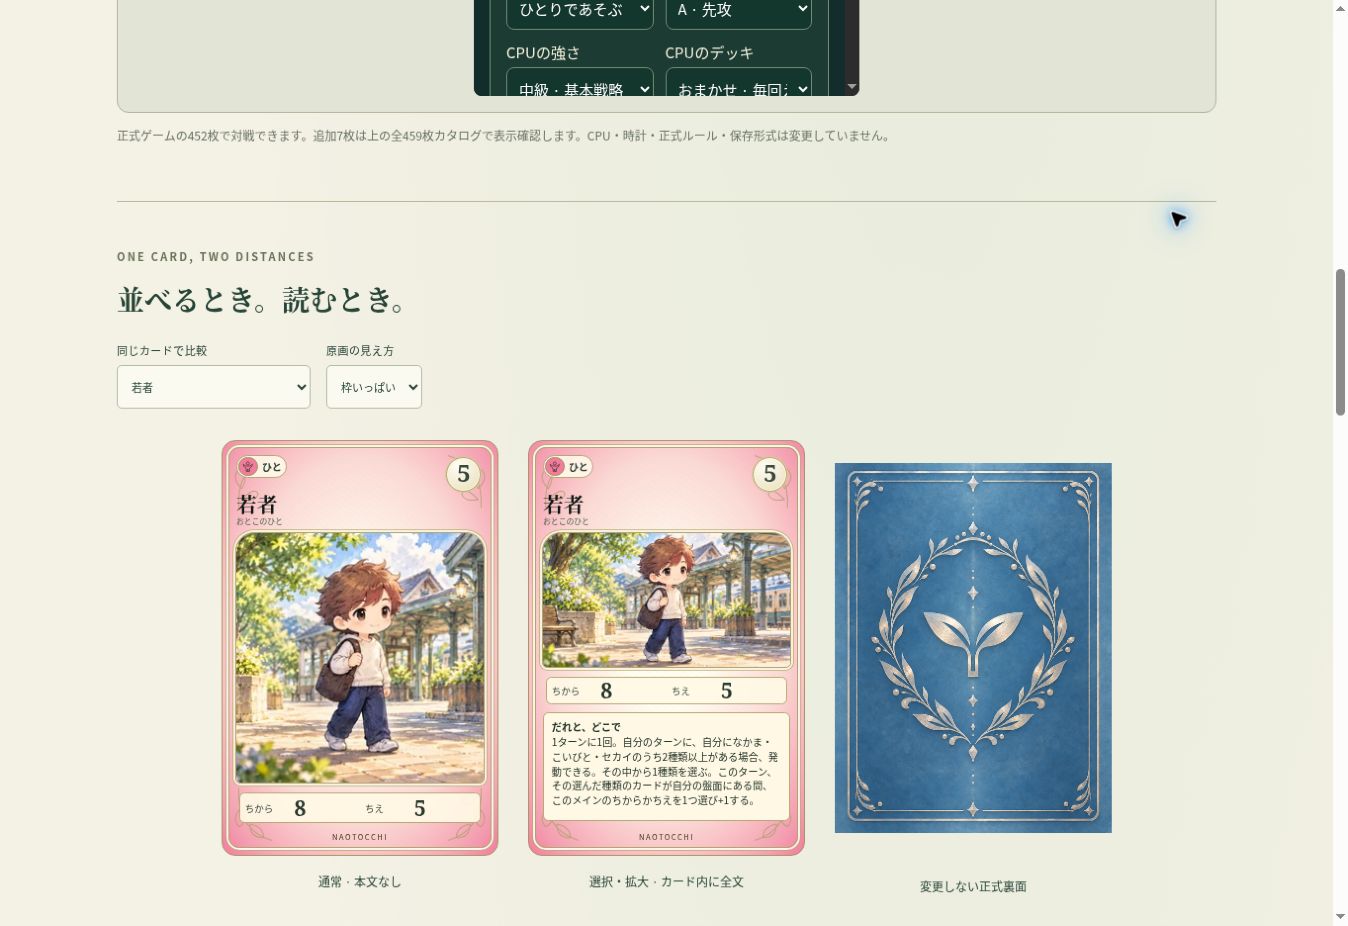 ひとりであそぶ
A · 先攻
CPUの強さ
CPUのデッキ
中級 · 基本戦略
おまかせ · 毎回
正式ゲームの452枚で対戦できます。追加7枚は上の全459枚カタログで表示確認します。CPU・時計・正式ルール・保存形式は変更していません。
ONE CARD, TWO DISTANCES
並べるとき。読むとき。
同じカードで比較
原画の見え方
若者
枠いっぱい
ひと
5
若者
おとこのひと
ちから 8 ちえ 5
NAOTOCCHI
通常 · 本文なし
ひと
5
若者
おとこのひと
ちから 8 ちえ 5
だれと、どこで
1ターンに1回。自分のターンに、自分になかま・
こいびと・セカイのうち2種類以上がある場合、発
動できる。その中から1種類を選ぶ。このターン、
その選んだ種類のカードが自分の盤面にある間、
このメインのちからかちえを1つ選び+1する。
NAOTOCCHI
選択・拡大 · カード内に全文
変更しない正式裏面